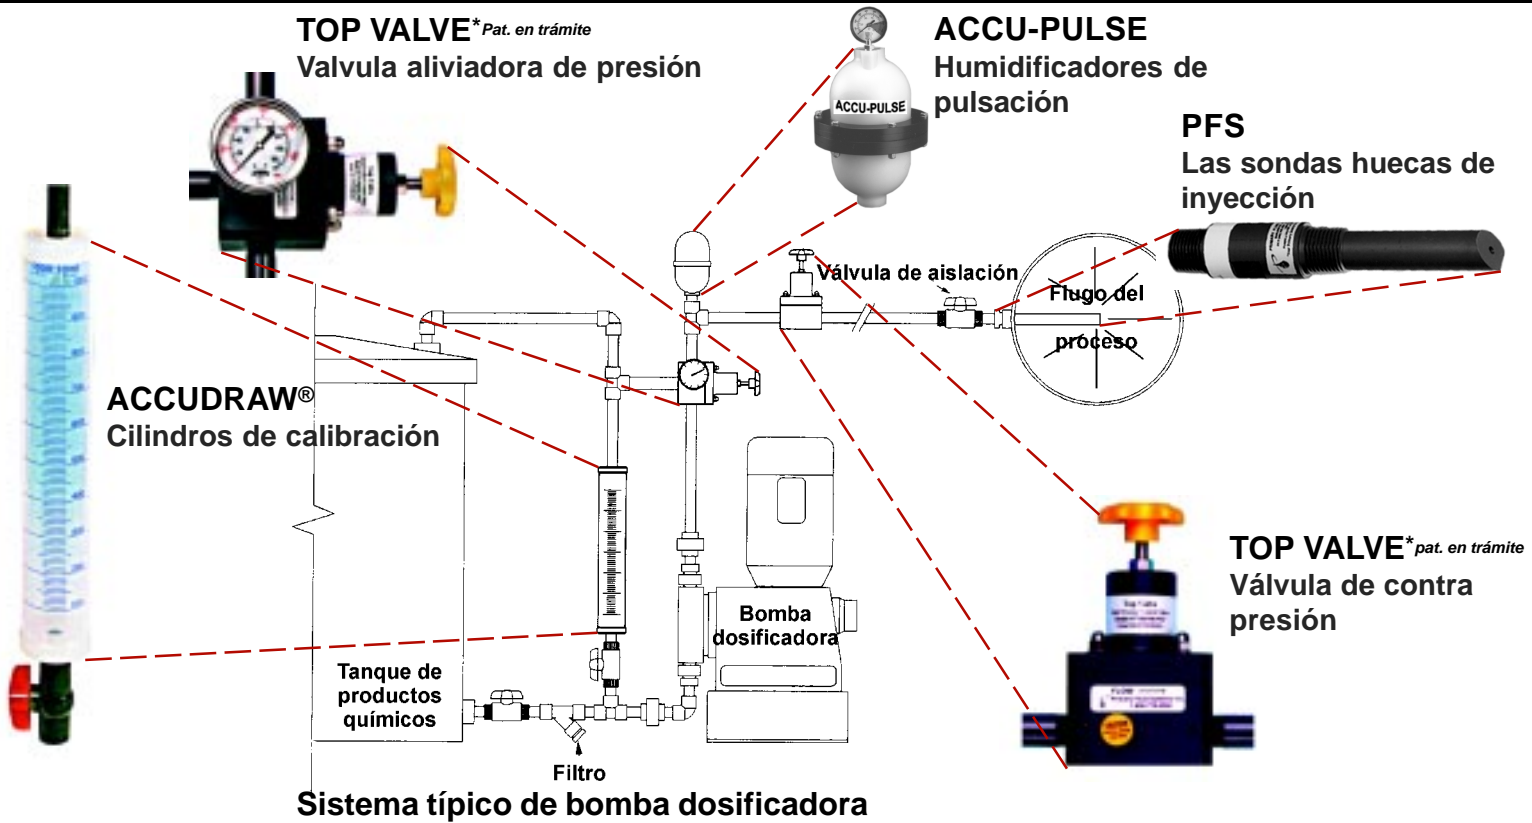 TOP VALVE* Pat. en trámite
Valvula aliviadora de presión
ACCU-PULSE
Humidificadores de
pulsación
ACCU-PULSE
PFS
Las sondas huecas de
inyección
Válvula de aislación
Flugo del
proceso
ACCUDRAW®
Cilindros de calibración
TOP VALVE* pat. en trámite
Válvula de contra
presión
Bomba
dosificadora
Tanque de
productos
químicos
Filtro
Sistema típico de bomba dosificadora